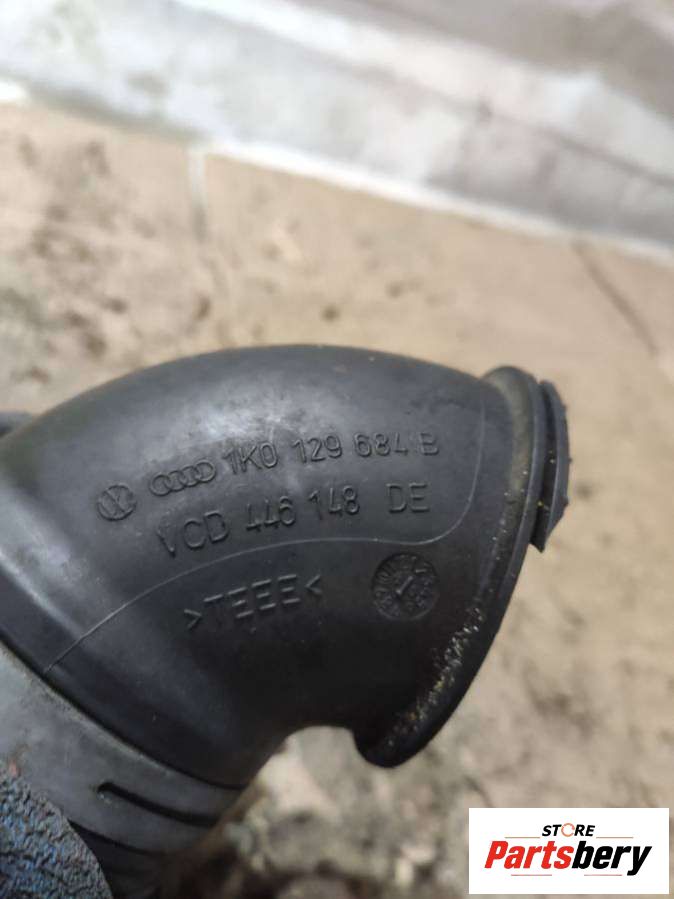 1K0 129 684 B
VCD 446 148 DE
>TEEE<
STORE
Partsbery